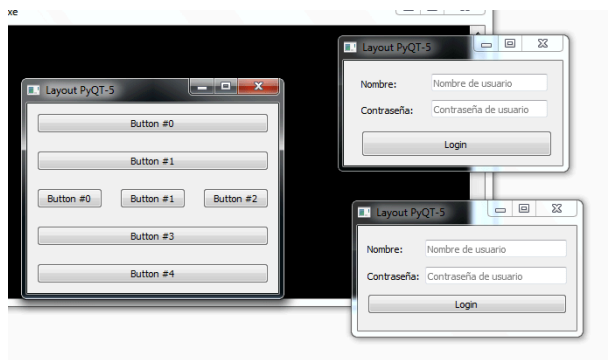 xe
Layout PyQT-5
Button #0
Button #1
Button #0 Button #1 Button #2
Button #3
Button #4
Layout PyQT-5
Nombre: Nombre de usuario
Contraseña: Contraseña de usuario
Login
Layout PyQT-5
Nombre: Nombre de usuario
Contraseña: Contraseña de usuario
Login